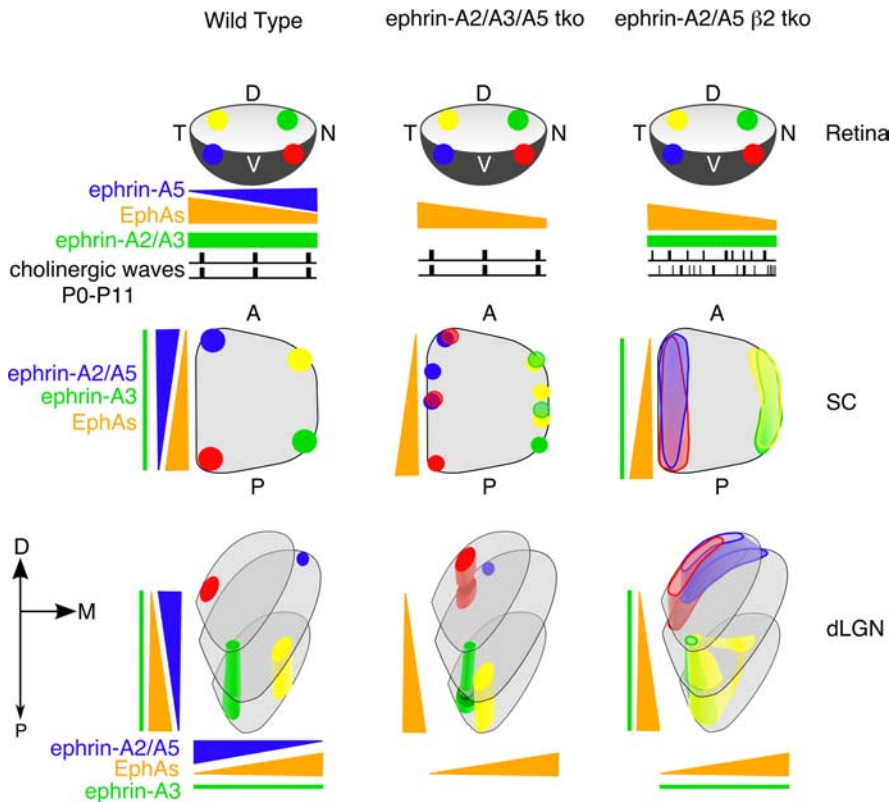 Wild Type
ephrin-A2/A3/A5 tko
ephrin-A2/A5 β2 tko
D
D
D
T
N
T
N
T
N
Retina
V
V
V
ephrin-A5
EphAs
ephrin-A2/A3
cholinergic waves
P0-P11
A
A
A
ephrin-A2/A5
ephrin-A3
EphAs
SC
P
P
P
D
M
P
dLGN
ephrin-A2/A5
EphAs
ephrin-A3